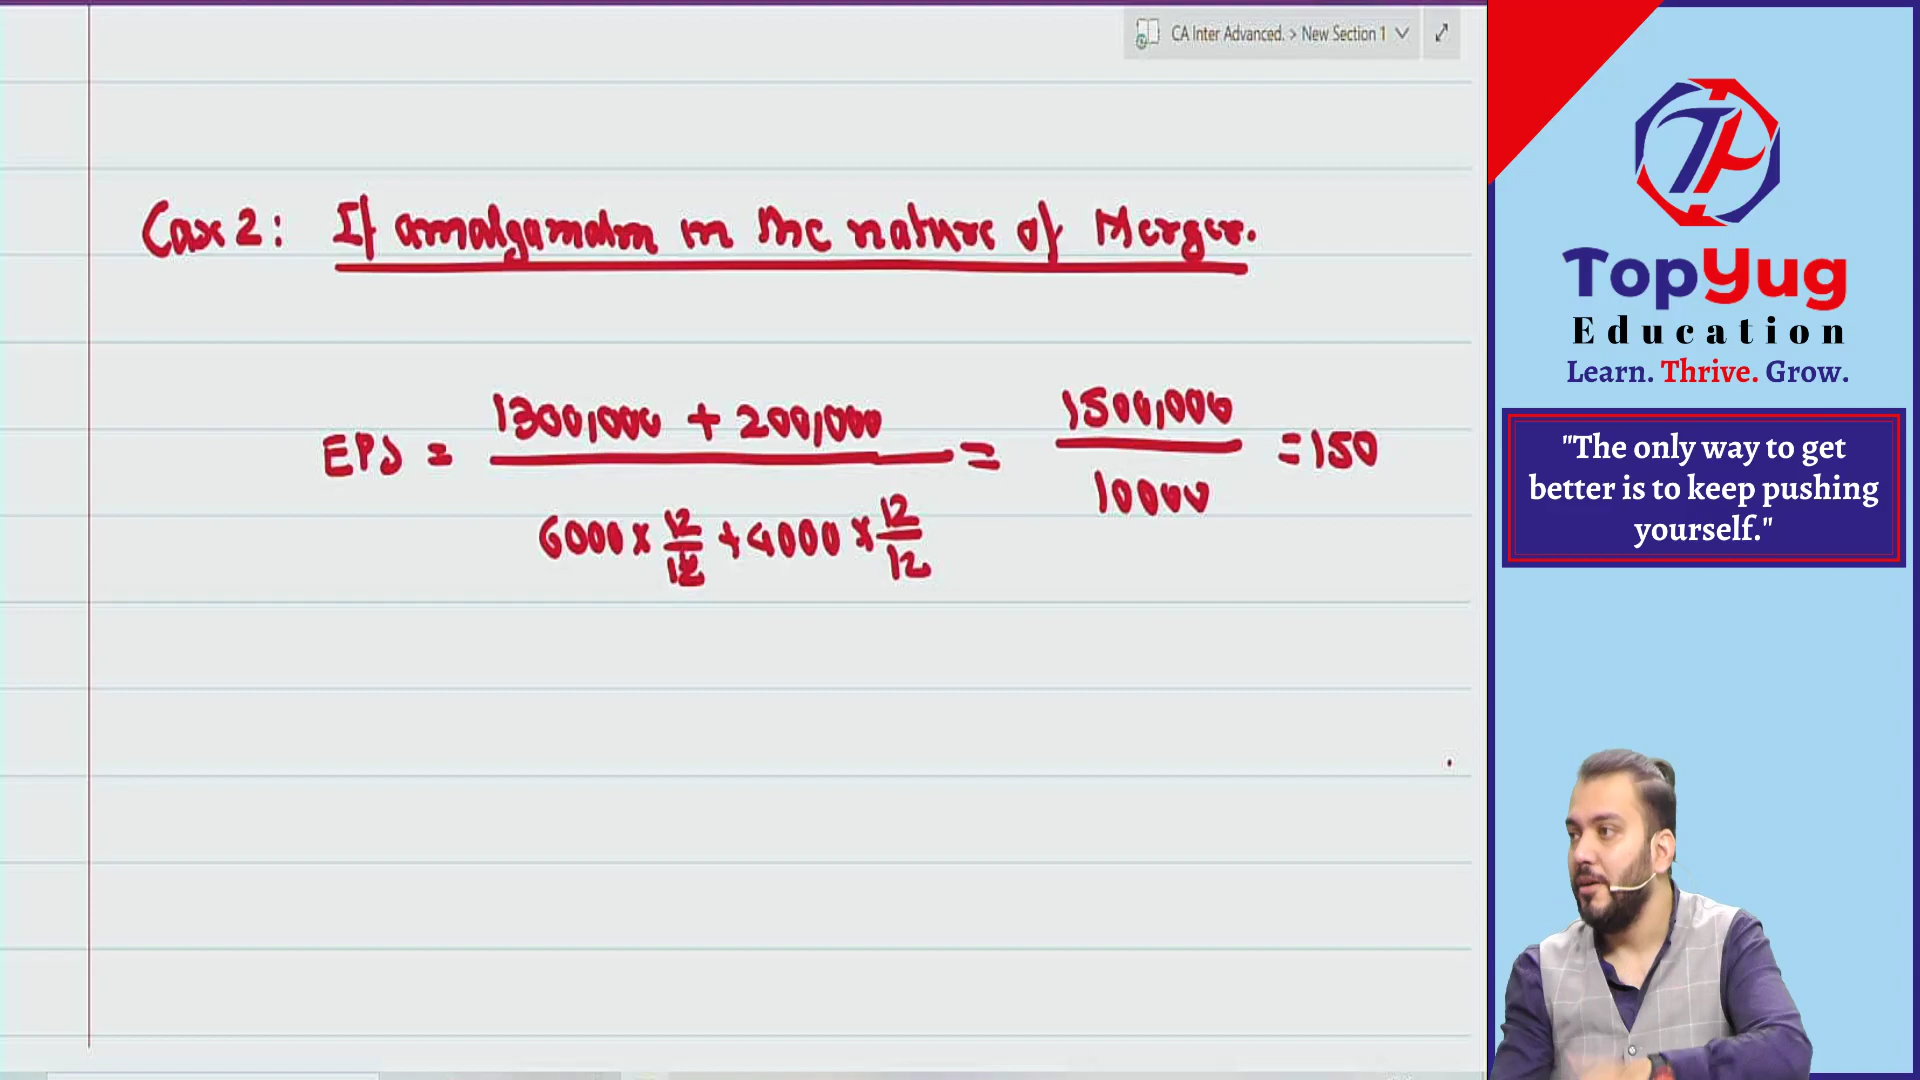 CA Inter Advanced. > New Section 1
Case 2: If amalgamation in the nature of Merger.
EPS = 1300,000 + 200,000 / 6000 x 12/12 + 4000 x 12/12 = 1500,000 / 10000 = 150
TopYug
Education
Learn. Thrive. Grow.
"The only way to get
better is to keep pushing
yourself."